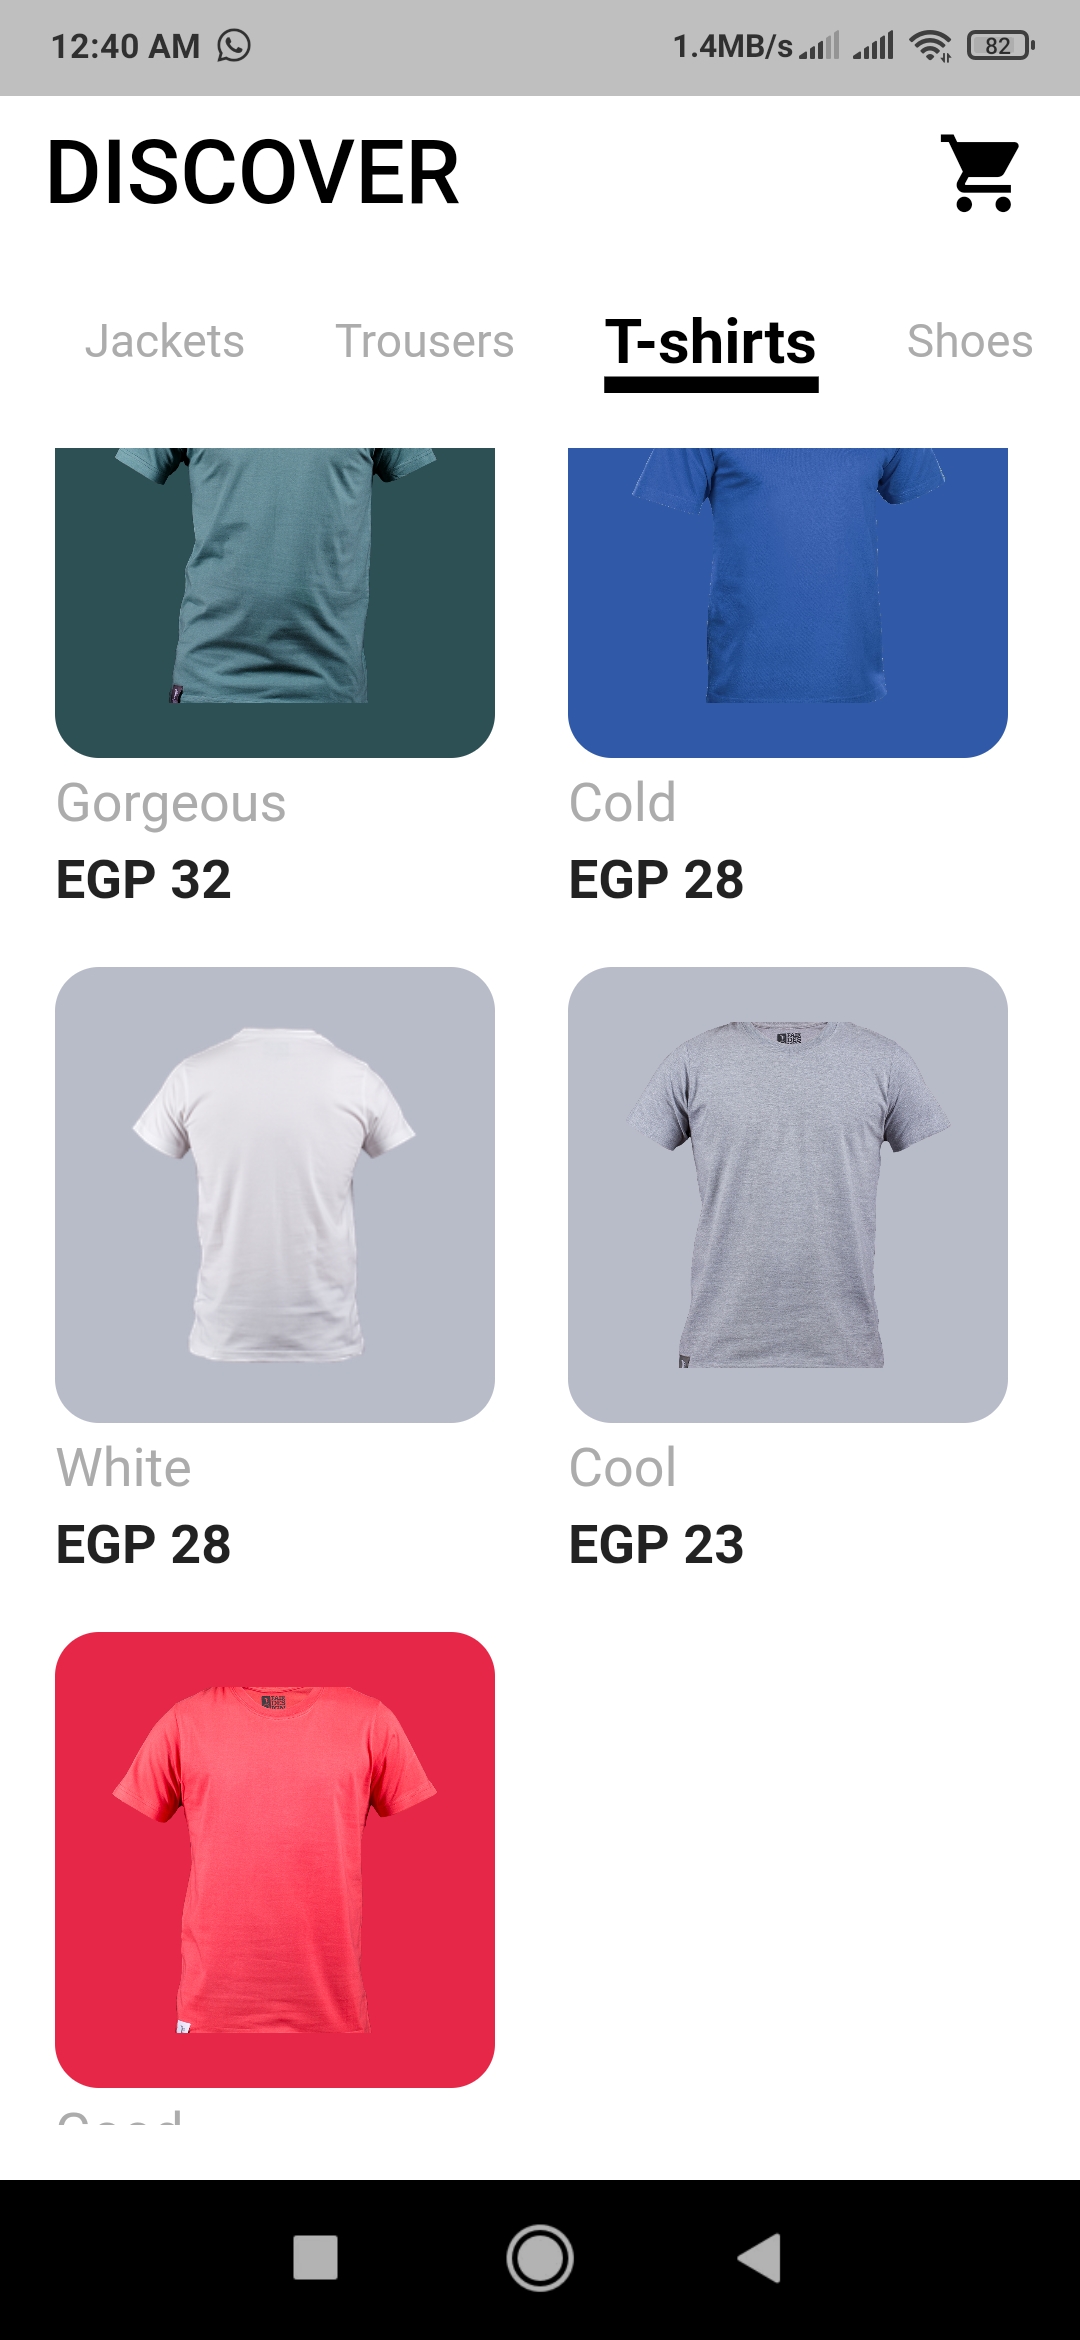 12:40 AM 1.4MB/s 82
DISCOVER
Jackets Trousers T-shirts Shoes
Gorgeous Cold
EGP 32 EGP 28
White Cool
EGP 28 EGP 23